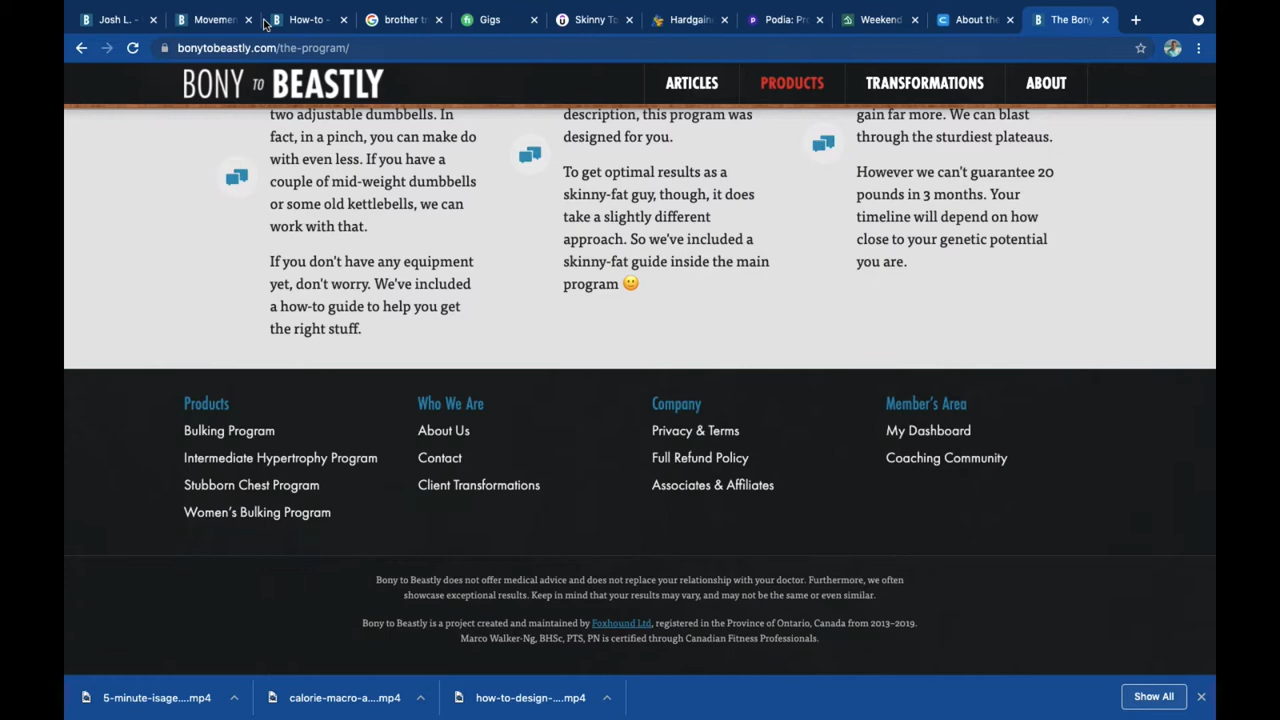 Josh L. -
Movemen
How-to -
brother tr
Gigs
Skinny To
Hardgain
Podia: Pr
Weekend
About the
The Bony
bonytobeastly.com/the-program/
BONY TO BEASTLY
ARTICLES
PRODUCTS
TRANSFORMATIONS
ABOUT
two adjustable dumbbells. In
fact, in a pinch, you can make do
with even less. If you have a
couple of mid-weight dumbbells
or some old kettlebells, we can
work with that.
If you don't have any equipment
yet, don't worry. We've included
a how-to guide to help you get
the right stuff.
description, this program was
designed for you.
To get optimal results as a
skinny-fat guy, though, it does
take a slightly different
approach. So we've included a
skinny-fat guide inside the main
program 🙂
gain far more. We can blast
through the sturdiest plateaus.
However we can't guarantee 20
pounds in 3 months. Your
timeline will depend on how
close to your genetic potential
you are.
Products
Bulking Program
Intermediate Hypertrophy Program
Stubborn Chest Program
Women's Bulking Program
Who We Are
About Us
Contact
Client Transformations
Company
Privacy & Terms
Full Refund Policy
Associates & Affiliates
Member's Area
My Dashboard
Coaching Community
Bony to Beastly does not offer medical advice and does not replace your relationship with your doctor. Furthermore, we often
showcase exceptional results. Keep in mind that your results may vary, and may not be the same or even similar.
Bony to Beastly is a project created and maintained by Foxhound Ltd, registered in the Province of Ontario, Canada from 2013–2019.
Marco Walker-Ng, BHSc, PTS, PN is certified through Canadian Fitness Professionals.
5-minute-isage....mp4
calorie-macro-a....mp4
how-to-design-....mp4
Show All